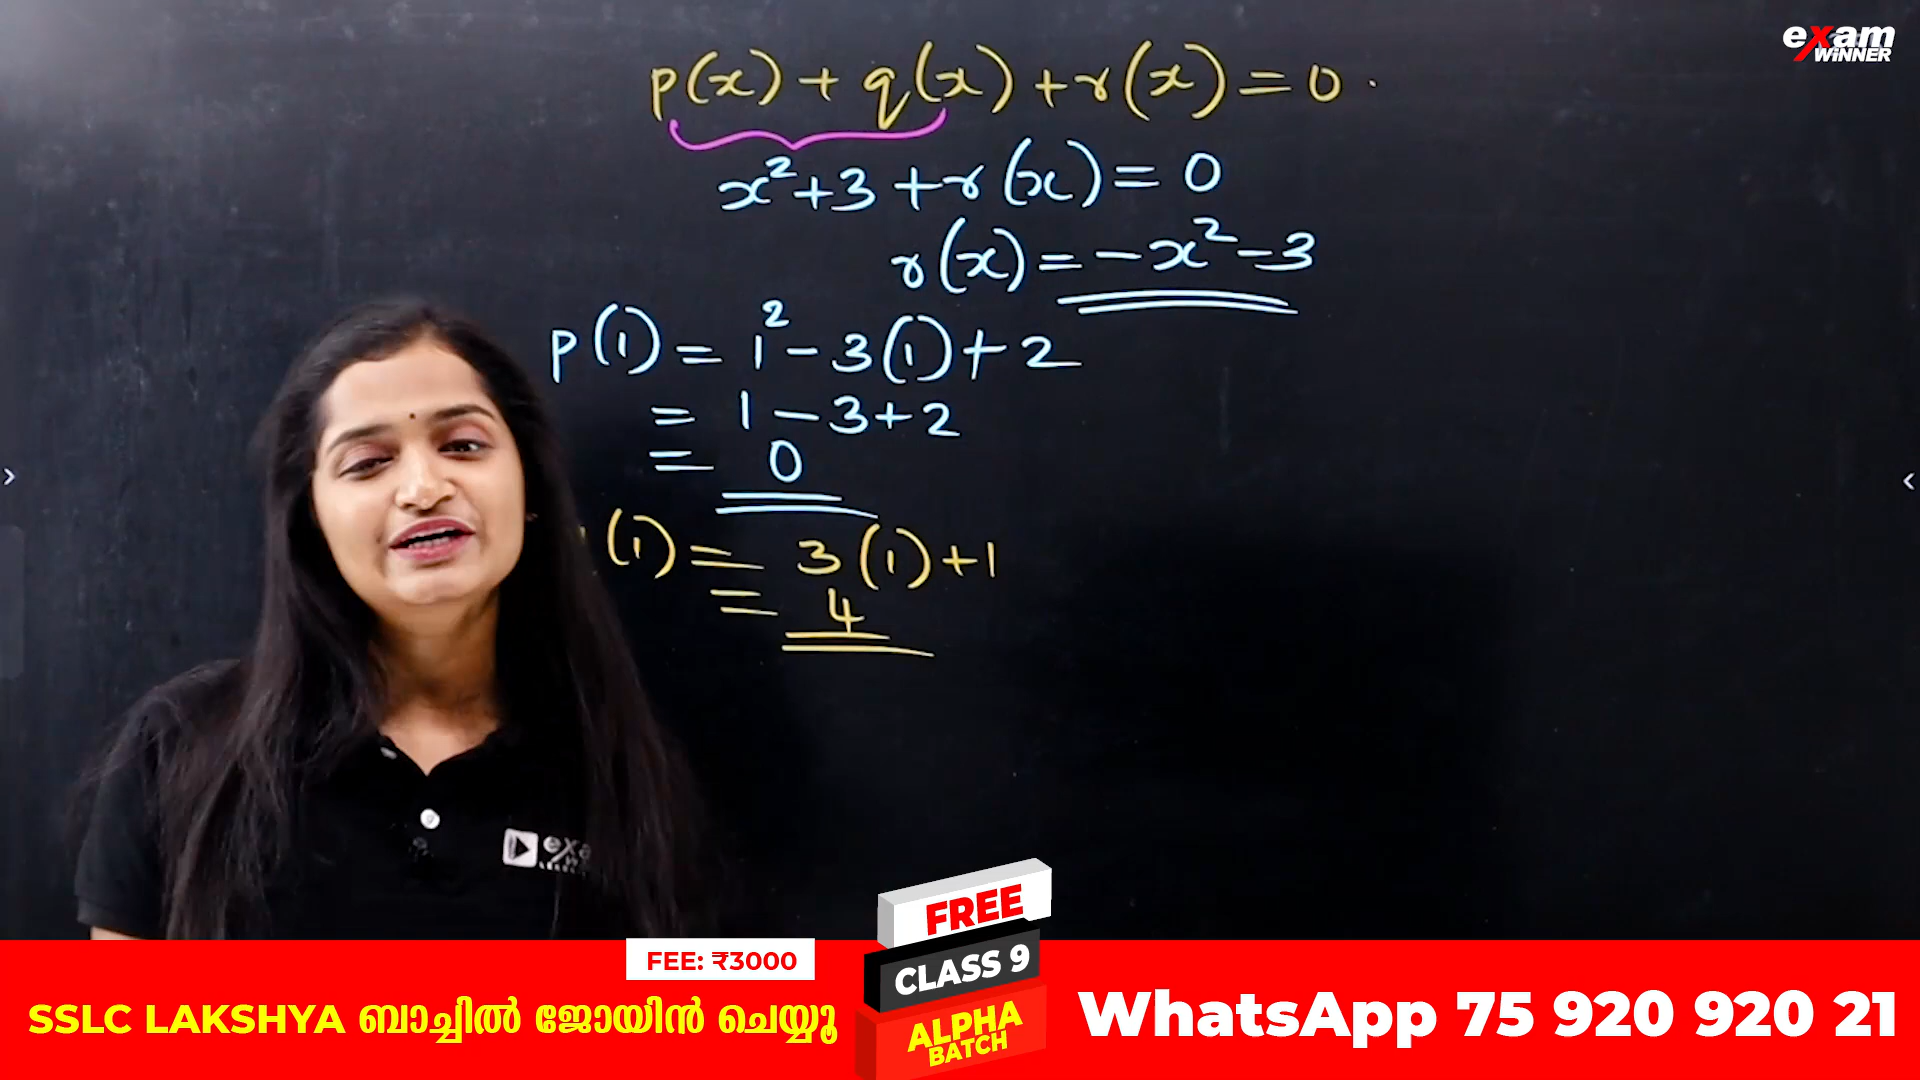 exam
WINNER
p(x) + q(x) + r(x) = 0
x²+3 + r(x) = 0
r(x) = -x²-3
p(1) = 1² - 3(1) + 2
= 1 - 3 + 2
= 0
(1) = 3(1)+1
= 4
FREE
FEE: ₹3000
CLASS 9
SSLC LAKSHYA ബാച്ചിൽ ജോയിൻ ചെയ്യൂ
WhatsApp 75 920 920 21
ALPHA
BATCH